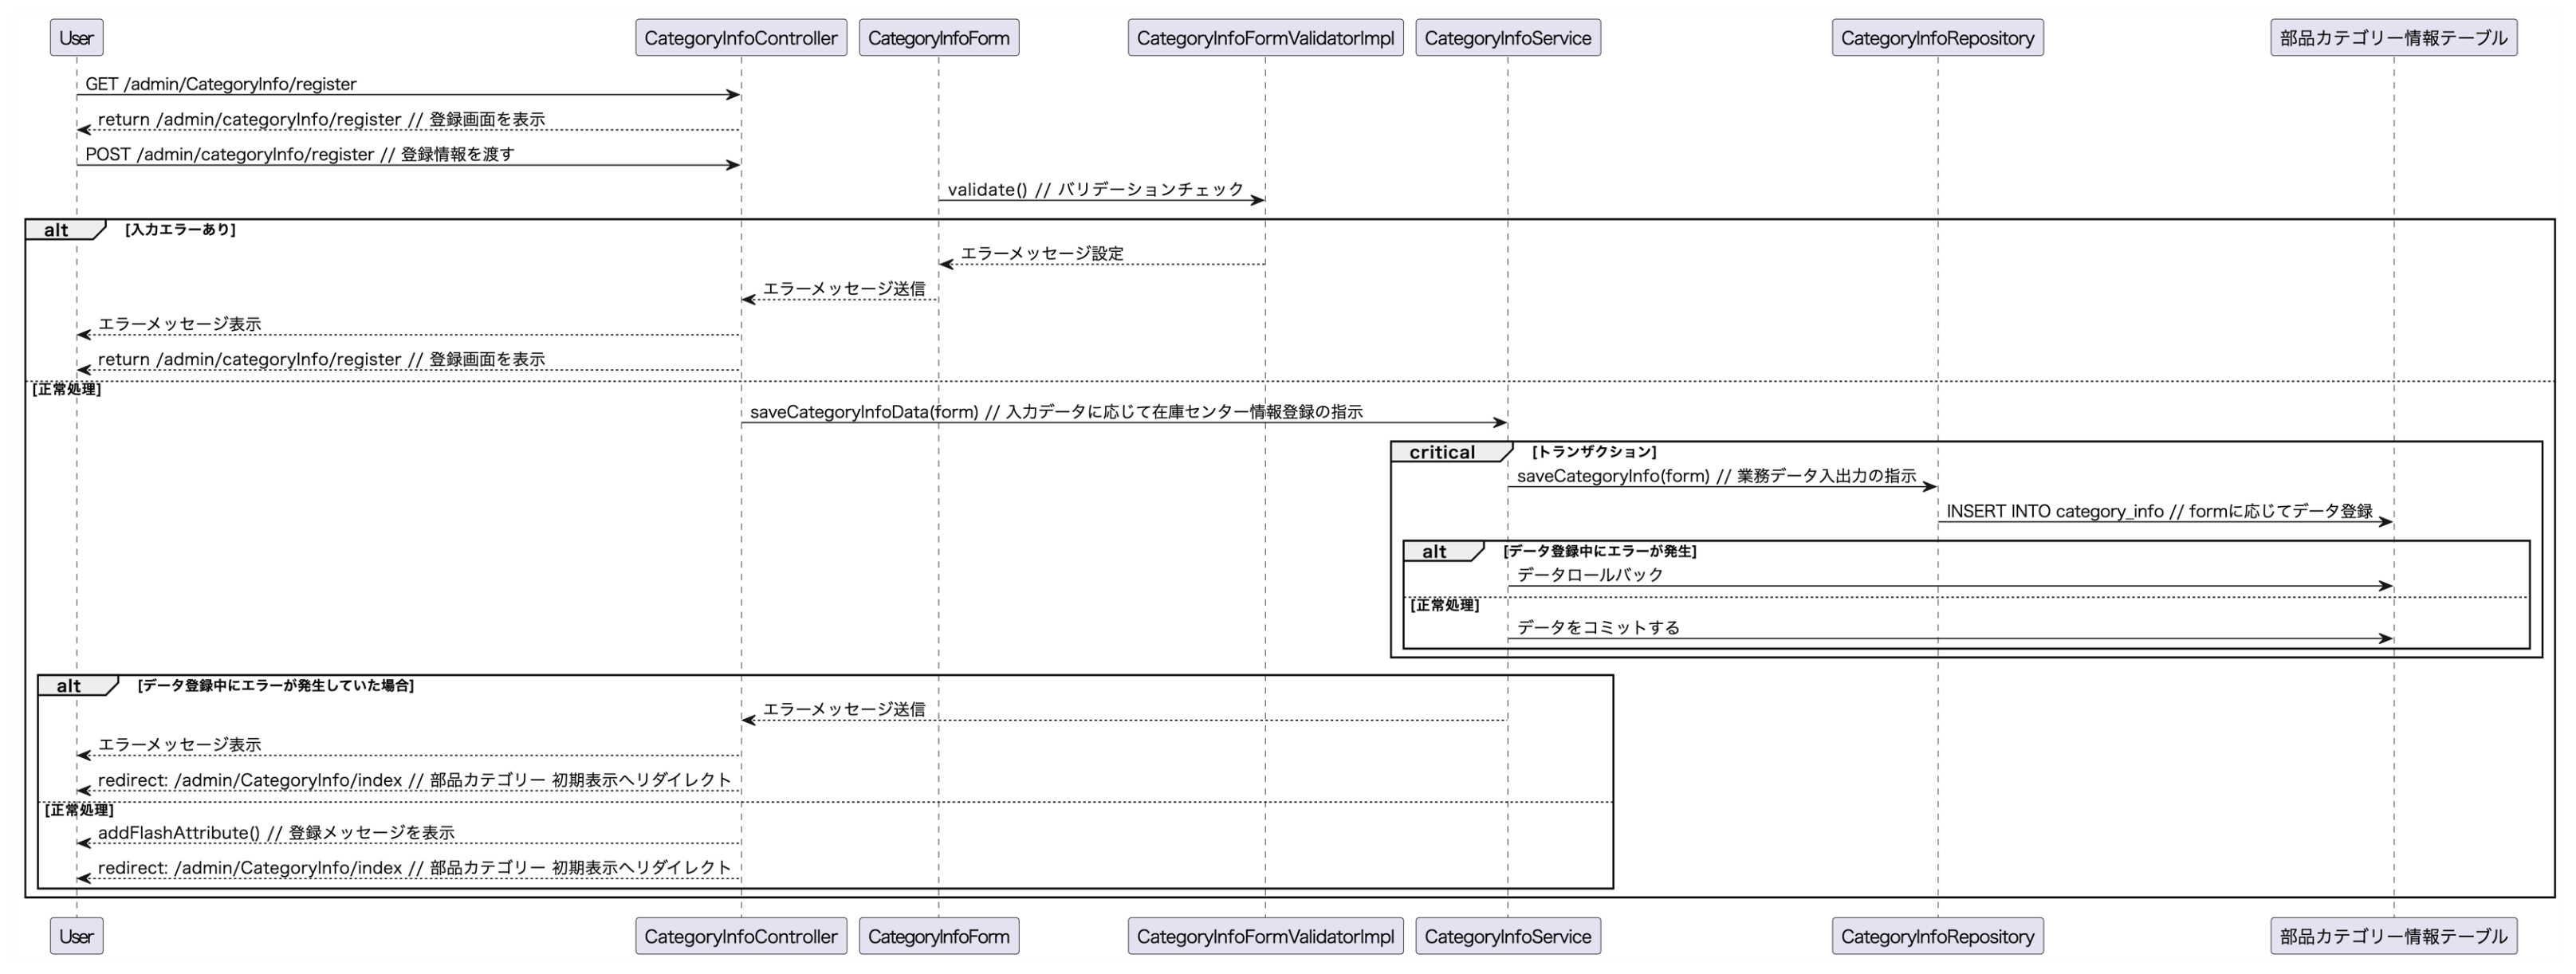 User
CategoryInfoController
CategoryInfoForm
CategoryInfoFormValidatorImpl
CategoryInfoService
CategoryInfoRepository
部品カテゴリー情報テーブル
GET /admin/CategoryInfo/register
return /admin/categoryInfo/register // 登録画面を表示
POST /admin/categoryInfo/register // 登録情報を渡す
validate() // バリデーションチェック
alt [入力エラーあり]
エラーメッセージ設定
エラーメッセージ送信
エラーメッセージ表示
return /admin/categoryInfo/register // 登録画面を表示
[正常処理]
saveCategoryInfoData(form) // 入力データに応じて在庫センター情報登録の指示
critical [トランザクション]
saveCategoryInfo(form) // 業務データ入出力の指示
INSERT INTO category_info // formに応じてデータ登録
alt [データ登録中にエラーが発生]
データロールバック
[正常処理]
データをコミットする
alt [データ登録中にエラーが発生していた場合]
エラーメッセージ送信
エラーメッセージ表示
redirect: /admin/CategoryInfo/index // 部品カテゴリー 初期表示へリダイレクト
[正常処理]
addFlashAttribute() // 登録メッセージを表示
redirect: /admin/CategoryInfo/index // 部品カテゴリー 初期表示へリダイレクト
User
CategoryInfoController
CategoryInfoForm
CategoryInfoFormValidatorImpl
CategoryInfoService
CategoryInfoRepository
部品カテゴリー情報テーブル